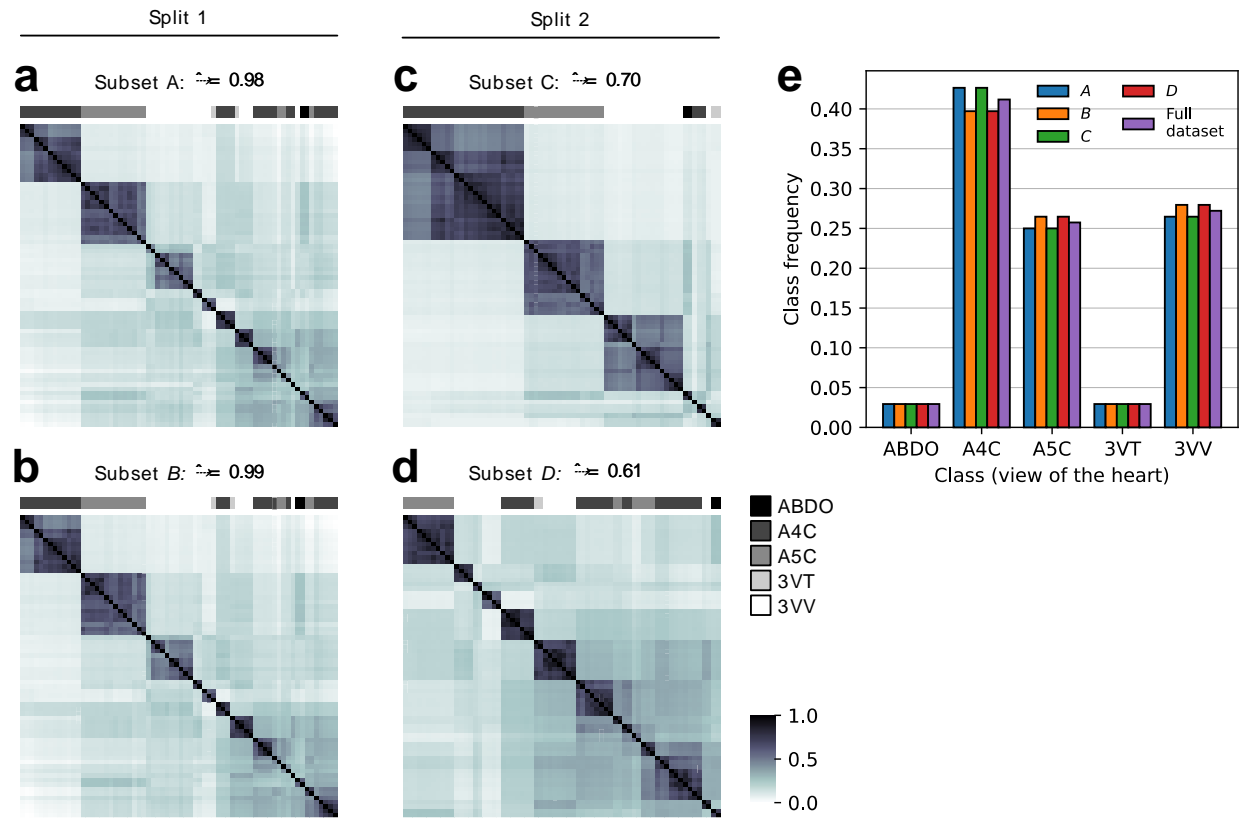 Split 1
Split 2
a
Subset A: = 0.98
c
Subset C: = 0.70
e
A
B
C
D
Full
dataset
0.40
0.35
0.30
0.25
0.20
0.15
0.10
0.05
0.00
Class frequency
ABDO A4C A5C 3VT 3VV
Class (view of the heart)
b
Subset B: = 0.99
d
Subset D: = 0.61
ABDO
A4C
A5C
3VT
3VV
1.0
0.5
0.0